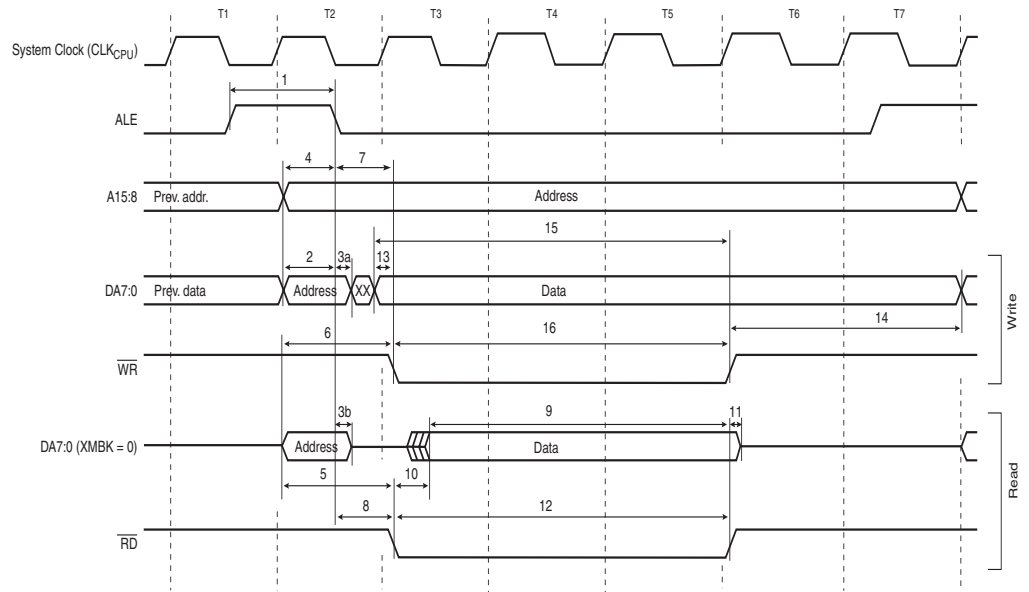 T1 T2 T3 T4 T5 T6 T7
System Clock (CLKCPU)
1
ALE
4 7
A15:8 Prev. addr. Address
15
2 3a 13
DA7:0 Prev. data Address XX Data
14
6 16
WR
Write
3b 9 11
DA7:0 (XMBK = 0) Address Data
5 10
8 12
RD
Read